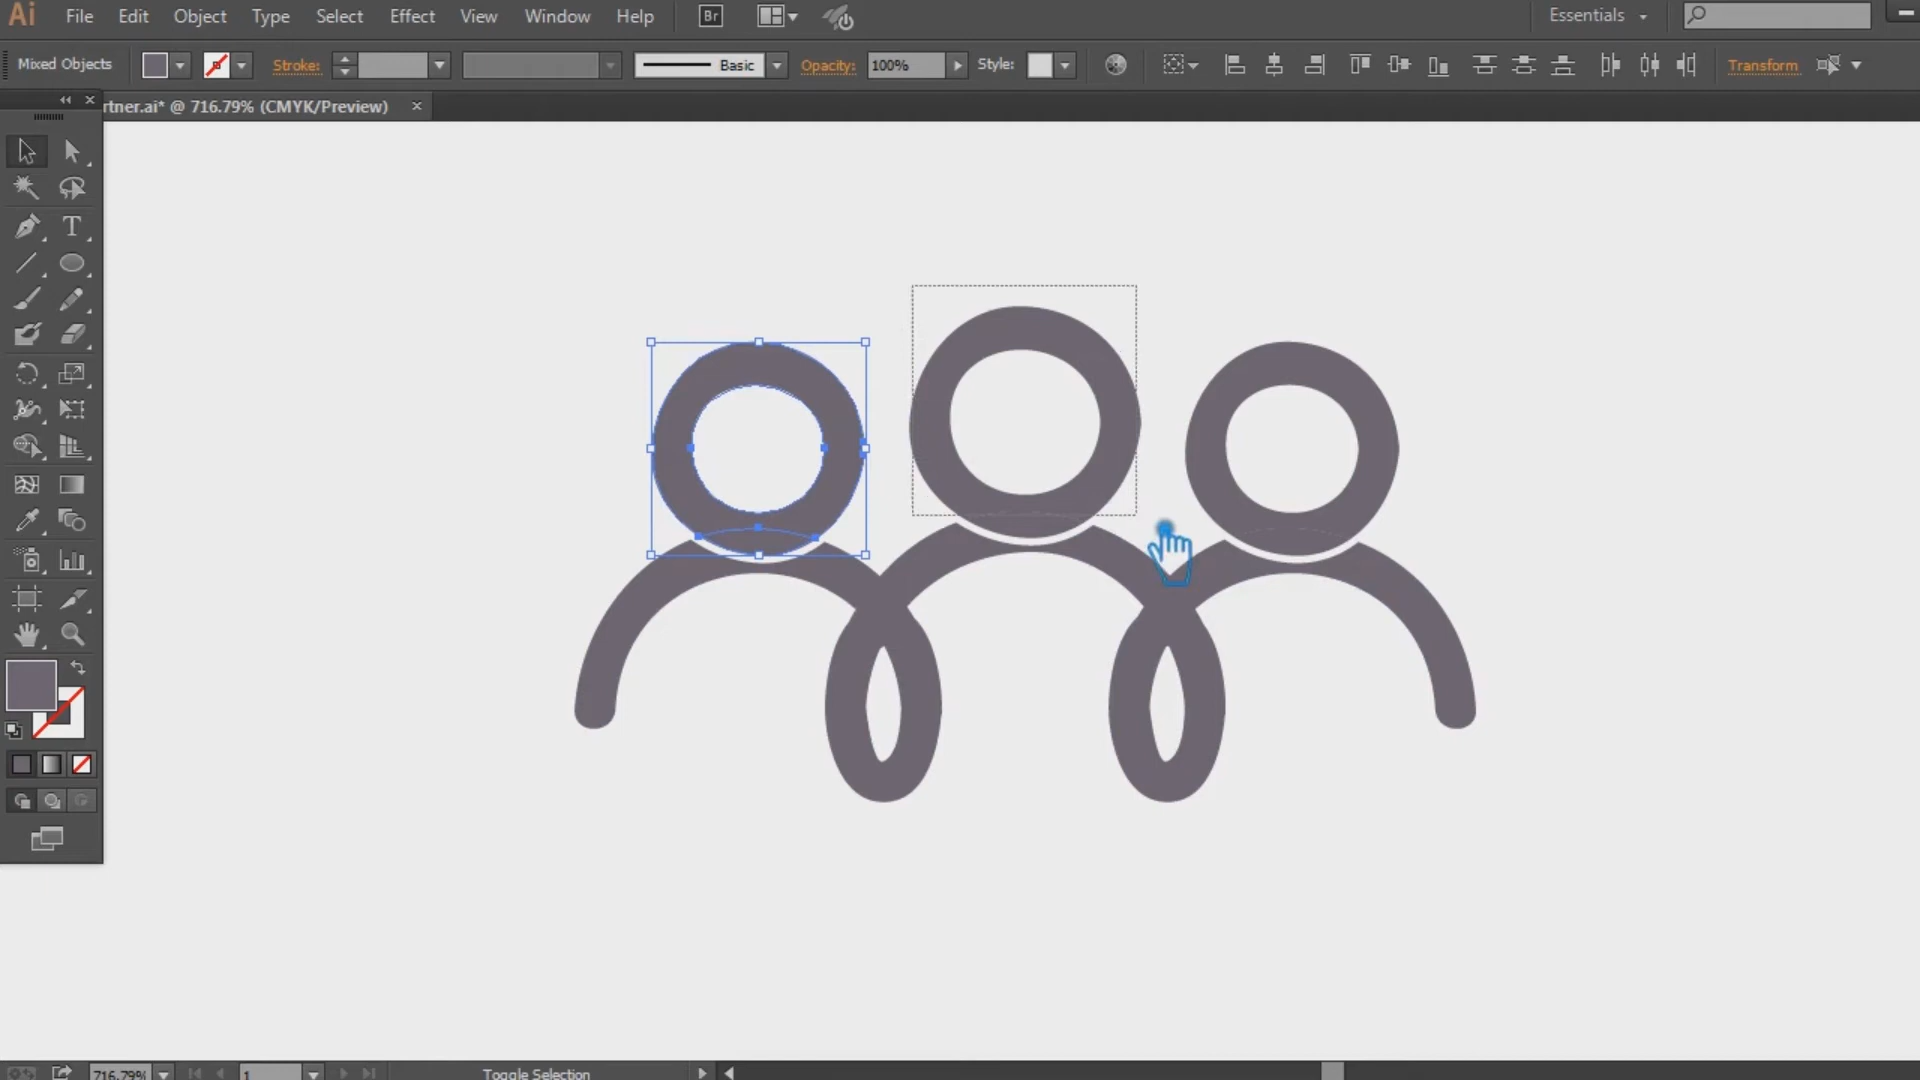 Ai File Edit Object Type Select Effect View Window Help Br Essentials
Mixed Objects Stroke: Basic Opacity: 100% Style: Transform
rtner.ai* @ 716.79% (CMYK/Preview) ×
T
716.79% 1 Toggle Selection